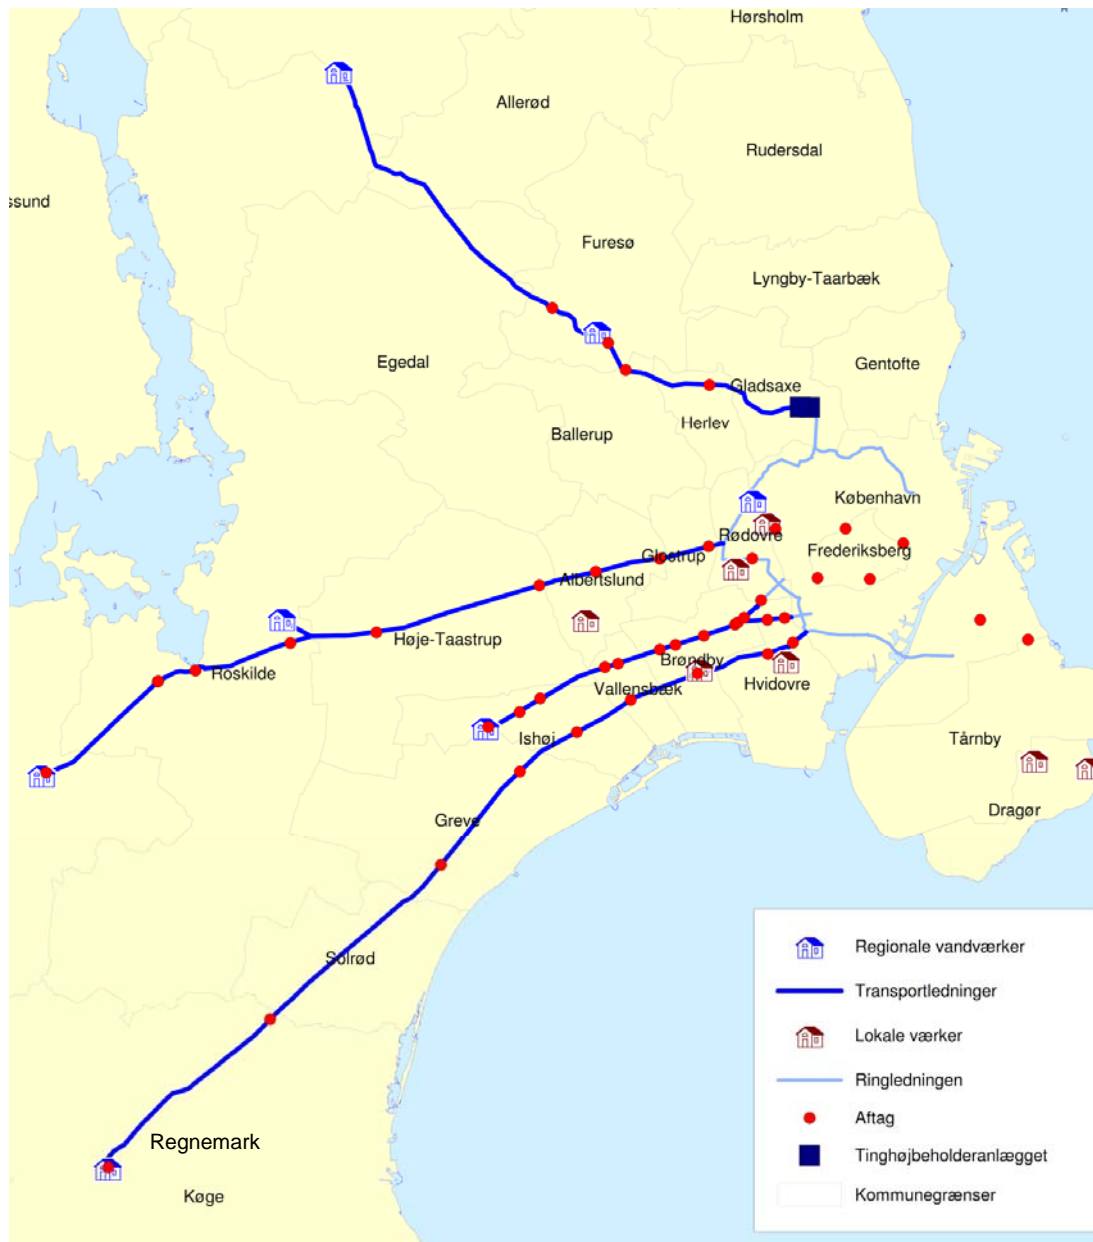 Hørsholm
Allerød
Rudersdal
ssund
Furesø
Lyngby-Taarbæk
Egedal
Gentofte
Gladsaxe
Herlev
Ballerup
København
Rødovre
Frederiksberg
Glostrup
Albertslund
Høje-Taastrup
Roskilde
Brøndby
Hvidovre
Vallensbæk
Ishøj
Tårnby
Dragør
Greve
Solrød
Regnemark
Køge
Regionale vandværker
Transportledninger
Lokale værker
Ringledningen
Aftag
Tinghøjbeholderanlægget
Kommunegrænser